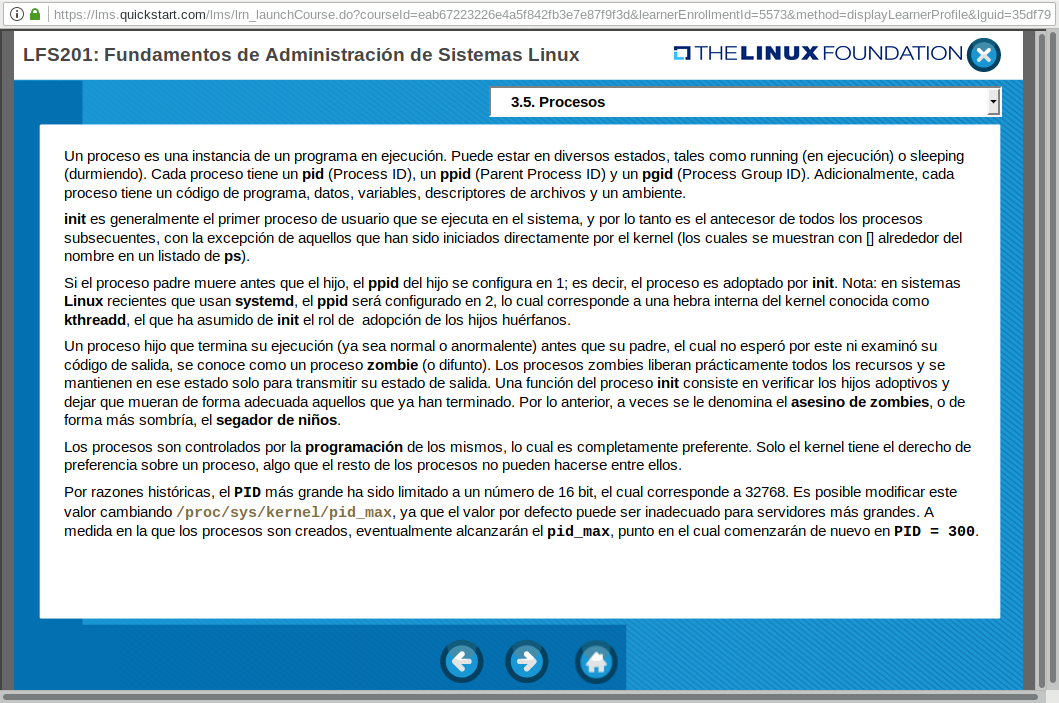 https://lms.quickstart.com/lms/lrn_launchCourse.do?courseId=eab67223226e4a5f842fb3e7e87f9f3d&learnerEnrollmentId=5573&method=displayLearnerProfile&lguid=35df79
LFS201: Fundamentos de Administración de Sistemas Linux
THE LINUX FOUNDATION
3.5. Procesos
Un proceso es una instancia de un programa en ejecución. Puede estar en diversos estados, tales como running (en ejecución) o sleeping
(durmiendo). Cada proceso tiene un pid (Process ID), un ppid (Parent Process ID) y un pgid (Process Group ID). Adicionalmente, cada
proceso tiene un código de programa, datos, variables, descriptores de archivos y un ambiente.
init es generalmente el primer proceso de usuario que se ejecuta en el sistema, y por lo tanto es el antecesor de todos los procesos
subsecuentes, con la excepción de aquellos que han sido iniciados directamente por el kernel (los cuales se muestran con [] alrededor del
nombre en un listado de ps).
Si el proceso padre muere antes que el hijo, el ppid del hijo se configura en 1; es decir, el proceso es adoptado por init. Nota: en sistemas
Linux recientes que usan systemd, el ppid será configurado en 2, lo cual corresponde a una hebra interna del kernel conocida como
kthreadd, el que ha asumido de init el rol de  adopción de los hijos huérfanos.
Un proceso hijo que termina su ejecución (ya sea normal o anormalente) antes que su padre, el cual no esperó por este ni examinó su
código de salida, se conoce como un proceso zombie (o difunto). Los procesos zombies liberan prácticamente todos los recursos y se
mantienen en ese estado solo para transmitir su estado de salida. Una función del proceso init consiste en verificar los hijos adoptivos y
dejar que mueran de forma adecuada aquellos que ya han terminado. Por lo anterior, a veces se le denomina el asesino de zombies, o de
forma más sombría, el segador de niños.
Los procesos son controlados por la programación de los mismos, lo cual es completamente preferente. Solo el kernel tiene el derecho de
preferencia sobre un proceso, algo que el resto de los procesos no pueden hacerse entre ellos.
Por razones históricas, el PID más grande ha sido limitado a un número de 16 bit, el cual corresponde a 32768. Es posible modificar este
valor cambiando /proc/sys/kernel/pid_max, ya que el valor por defecto puede ser inadecuado para servidores más grandes. A
medida en la que los procesos son creados, eventualmente alcanzarán el pid_max, punto en el cual comenzarán de nuevo en PID = 300.